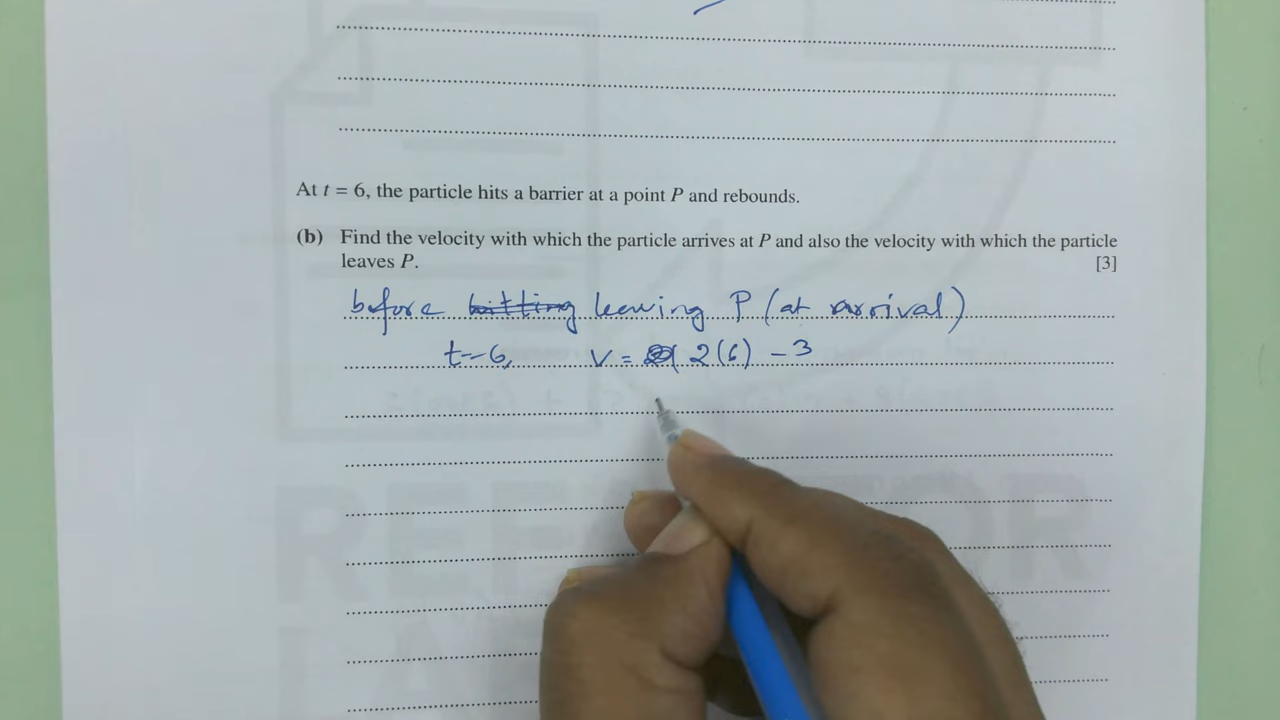 At t = 6, the particle hits a barrier at a point P and rebounds.
(b) Find the velocity with which the particle arrives at P and also the velocity with which the particle
leaves P. [3]
before hitting leaving P (at arrival)
t = 6, v = 2(6) - 3